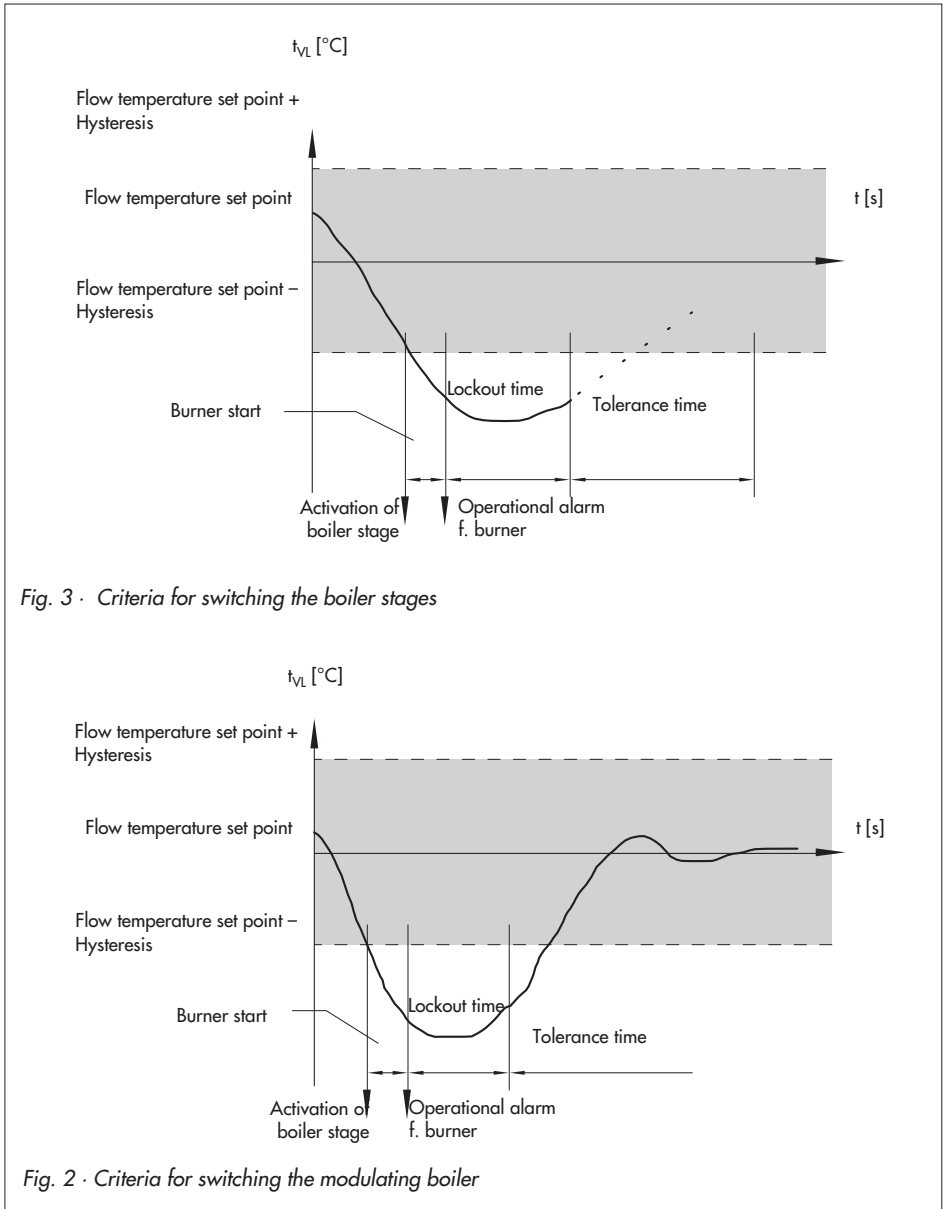 tVL [°C]
Flow temperature set point +
Hysteresis
Flow temperature set point
t [s]
Flow temperature set point –
Hysteresis
Lockout time
Tolerance time
Burner start
Activation of
boiler stage
Operational alarm
f. burner
Fig. 3 · Criteria for switching the boiler stages
tVL [°C]
Flow temperature set point +
Hysteresis
Flow temperature set point
t [s]
Flow temperature set point –
Hysteresis
Lockout time
Burner start
Tolerance time
Activation of
boiler stage
Operational alarm
f. burner
Fig. 2 · Criteria for switching the modulating boiler